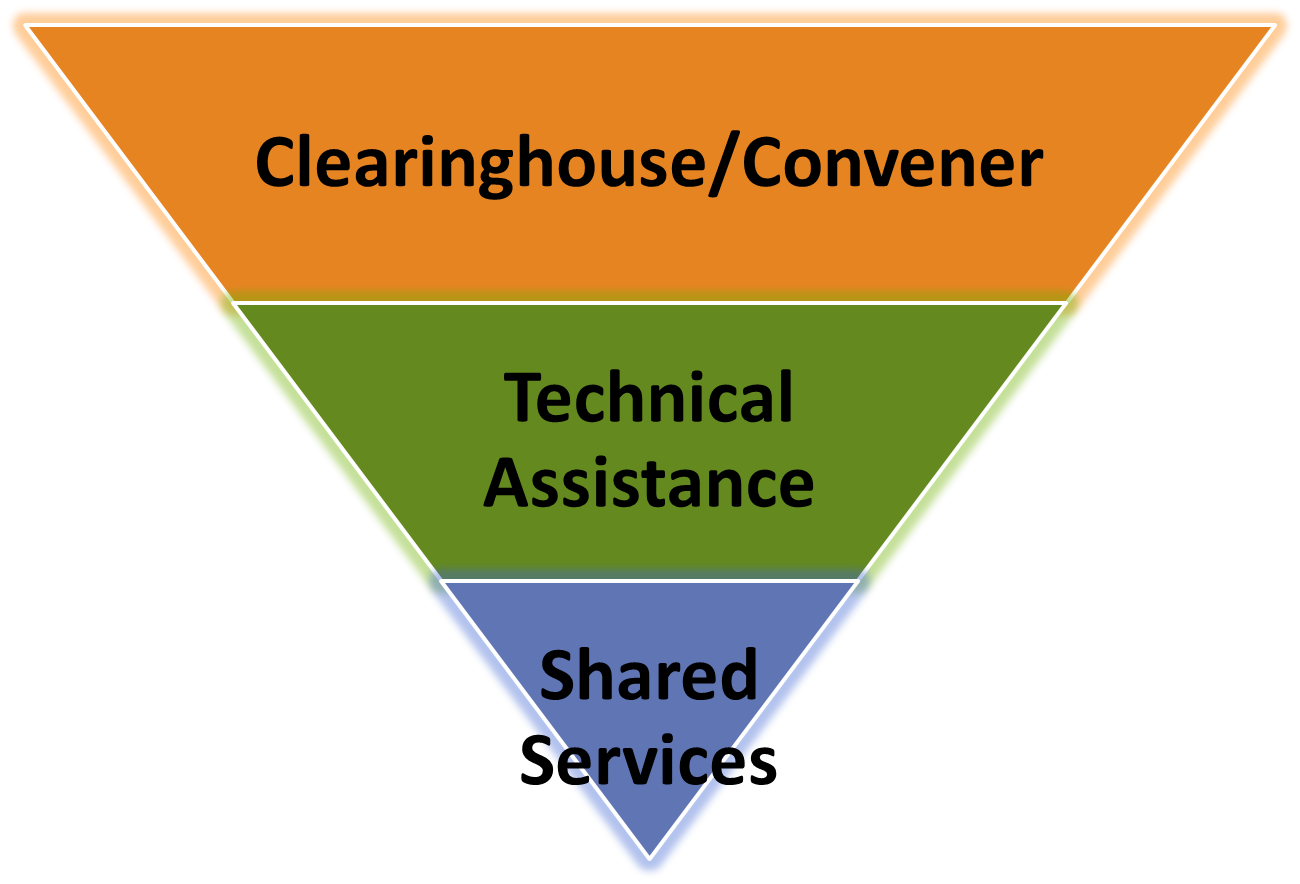 Clearinghouse/Convener
Technical
Assistance
Shared
Services